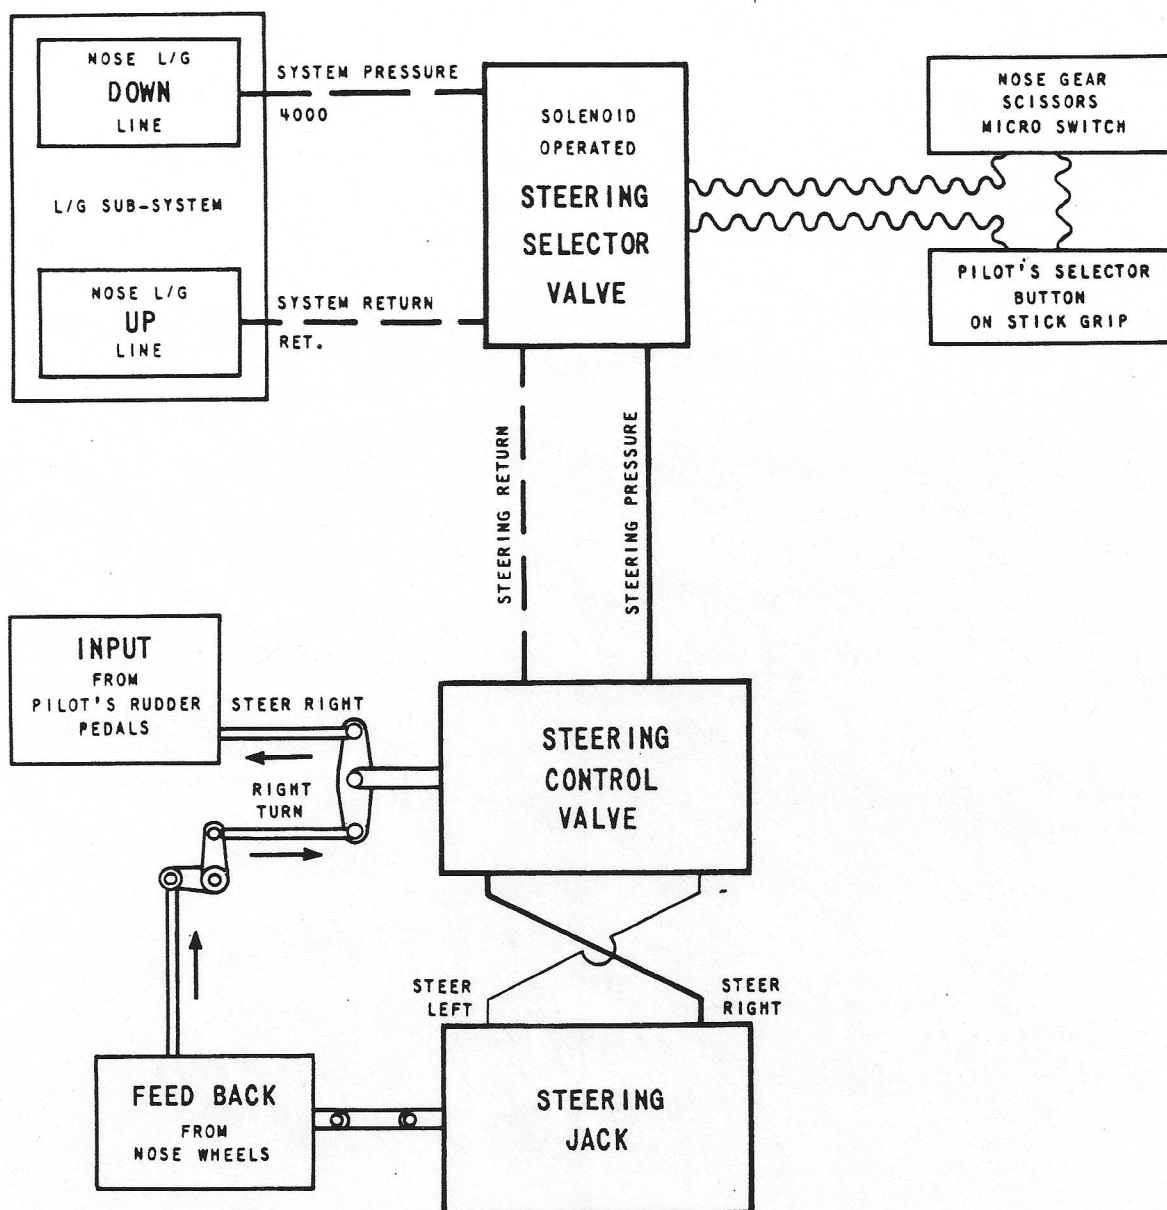 NOSE L/G
DOWN
LINE
L/G SUB-SYSTEM
NOSE L/G
UP
LINE
SYSTEM PRESSURE
4000
SYSTEM RETURN
RET.
SOLENOID
OPERATED
STEERING
SELECTOR
VALVE
NOSE GEAR
SCISSORS
MICRO SWITCH
PILOT'S SELECTOR
BUTTON
ON STICK GRIP
STEERING RETURN
STEERING PRESSURE
INPUT
FROM
PILOT'S RUDDER
PEDALS
STEER RIGHT
RIGHT
TURN
STEERING
CONTROL
VALVE
STEER
LEFT
STEER
RIGHT
FEED BACK
FROM
NOSE WHEELS
STEERING
JACK